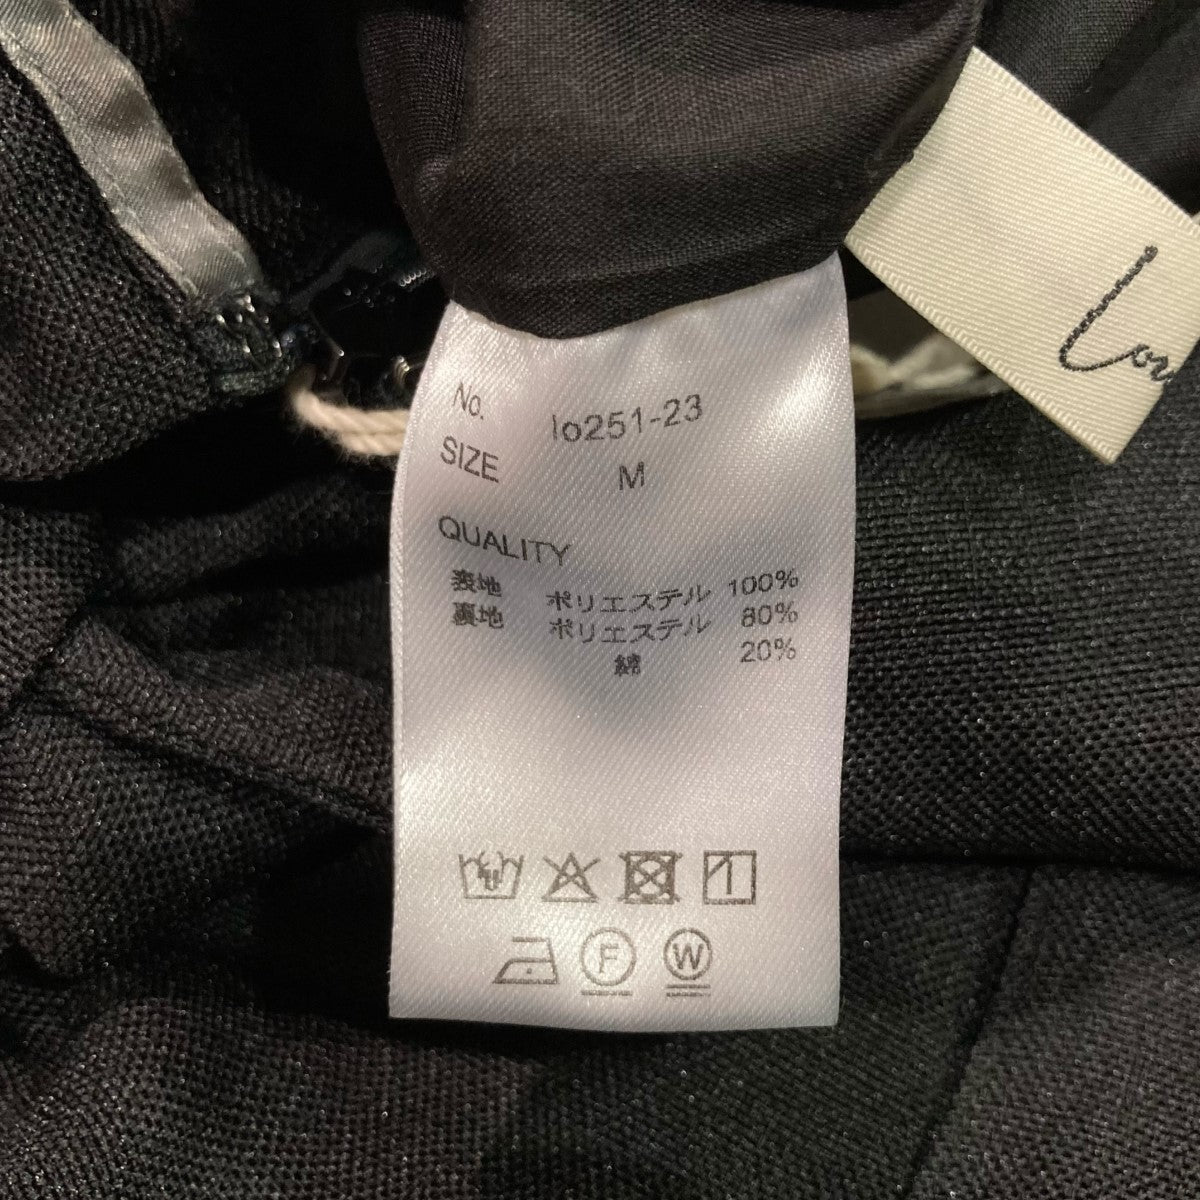 No. lo251-23
SIZE M
QUALITY
表地 ポリエステル 100%
裏地 ポリエステル 80%
綿 20%
F W